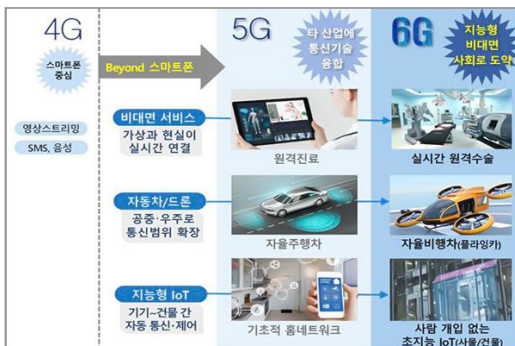 4G
스마트폰
중심
Beyond 스마트폰
5G
타 산업에
통신기술
융합
6G
지능형
비대면
사회로 도약
영상스트리밍
SMS, 음성
비대면 서비스
가상과 현실이
실시간 연결
원격진료
실시간 원격수술
자동차/드론
공중·우주로
통신범위 확장
자율주행차
자율비행차(플라잉카)
지능형 IoT
기기~건물 간
자동 통신·제어
기초적 홈네트워크
사람 개입 없는
초지능 IoT(사물/건물)